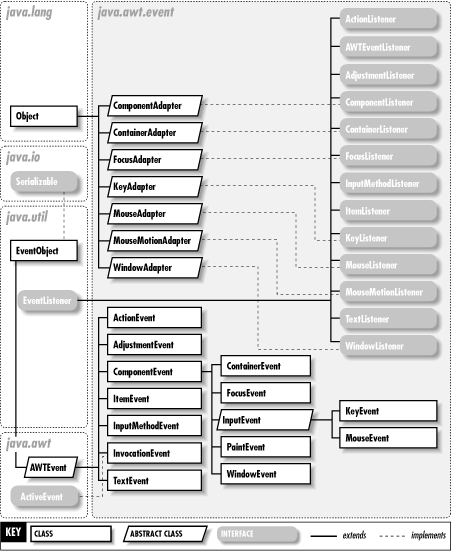 java.lang
java.awt.event
ActionListener
AWTEventListener
AdjustmentListener
Object
ComponentAdapter
ComponentListener
ContainerAdapter
ContainerListener
java.io
FocusAdapter
FocusListener
Serializable
KeyAdapter
InputMethodListener
java.util
MouseAdapter
ItemListener
EventObject
MouseMotionAdapter
KeyListener
WindowAdapter
MouseListener
EventListener
MouseMotionListener
ActionEvent
TextListener
AdjustmentEvent
WindowListener
ComponentEvent
ContainerEvent
ItemEvent
FocusEvent
InputMethodEvent
InputEvent
KeyEvent
java.awt
InvocationEvent
PaintEvent
MouseEvent
AWTEvent
TextEvent
WindowEvent
ActiveEvent
KEY
CLASS
ABSTRACT CLASS
INTERFACE
extends
implements